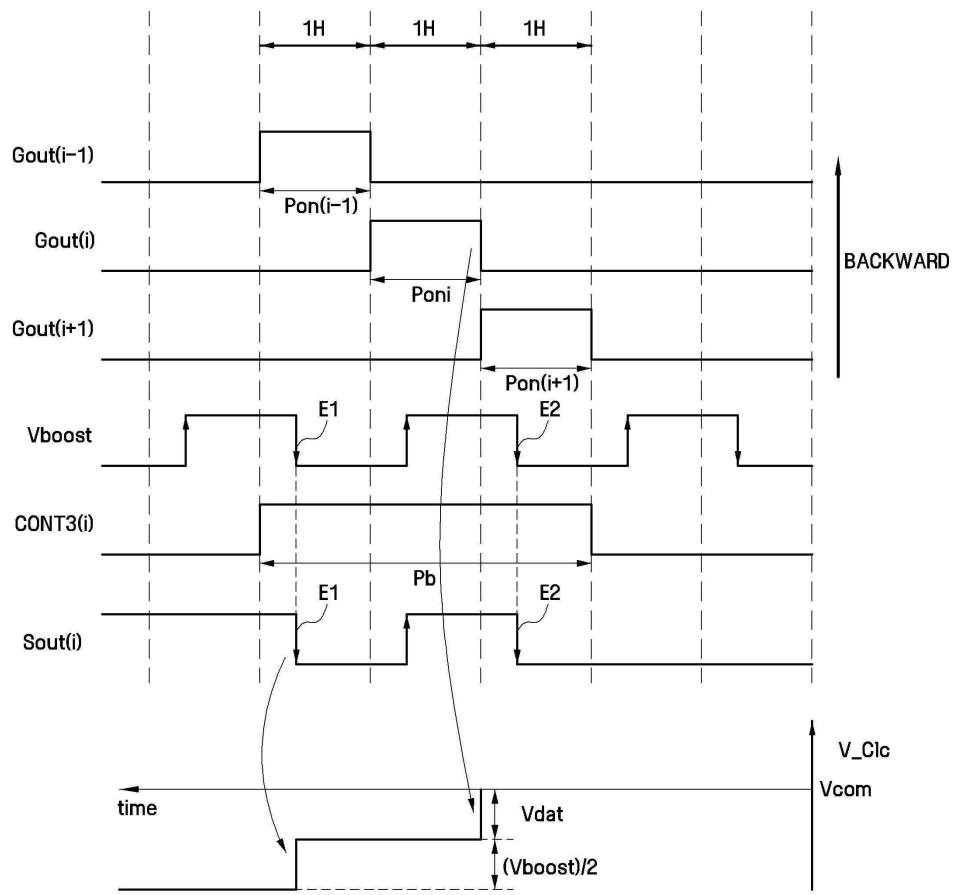 1H 1H 1H
Gout(i-1)
Pon(i-1)
Gout(i)
BACKWARD
Poni
Gout(i+1)
Pon(i+1)
E1 E2
Vboost
CONT3(i)
Pb
E1 E2
Sout(i)
V_Clc
Vcom
time
Vdat
(Vboost)/2